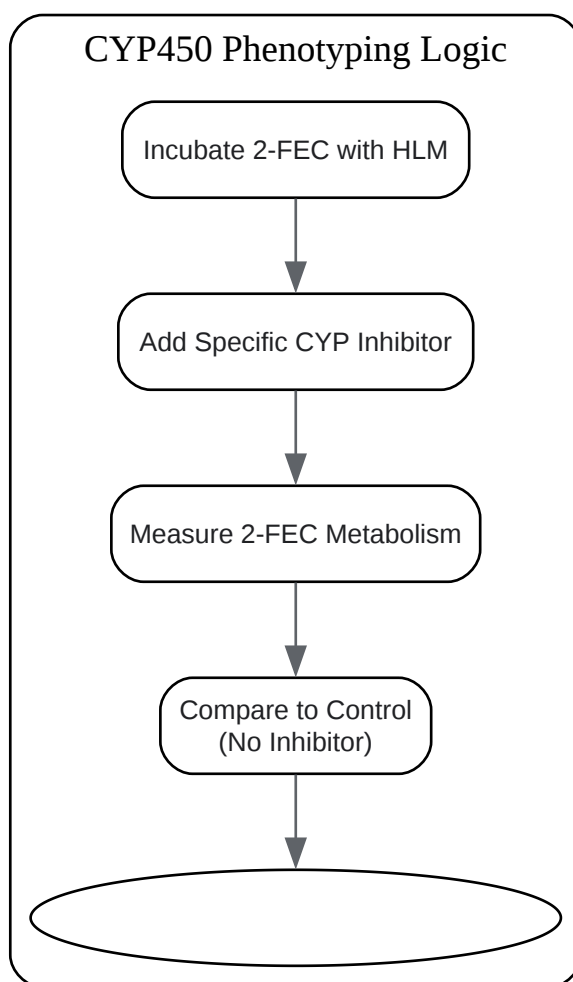 CYP450 Phenotyping Logic
Incubate 2-FEC with HLM
Add Specific CYP Inhibitor
Measure 2-FEC Metabolism
Compare to Control
(No Inhibitor)